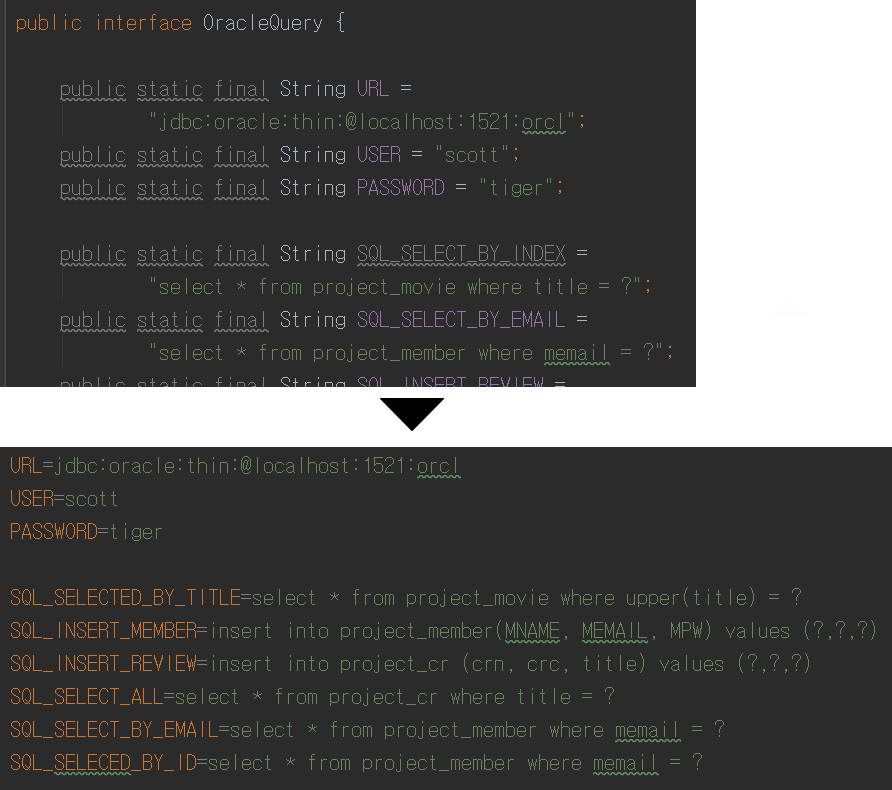 public interface OracleQuery {
public static final String URL =
"jdbc:oracle:thin:@localhost:1521:orcl";
public static final String USER = "scott";
public static final String PASSWORD = "tiger";
public static final String SQL_SELECT_BY_INDEX =
"select * from project_movie where title = ?";
public static final String SQL_SELECT_BY_EMAIL =
"select * from project_member where memail = ?";
public static final String SQL_INSERT_REVIEW =
URL=jdbc:oracle:thin:@localhost:1521:orcl
USER=scott
PASSWORD=tiger
SQL_SELECTED_BY_TITLE=select * from project_movie where upper(title) = ?
SQL_INSERT_MEMBER=insert into project_member(MNAME, MEMAIL, MPW) values (?,?,?)
SQL_INSERT_REVIEW=insert into project_cr (crn, crc, title) values (?,?,?)
SQL_SELECT_ALL=select * from project_cr where title = ?
SQL_SELECT_BY_EMAIL=select * from project_member where memail = ?
SQL_SELECED_BY_ID=select * from project_member where memail = ?